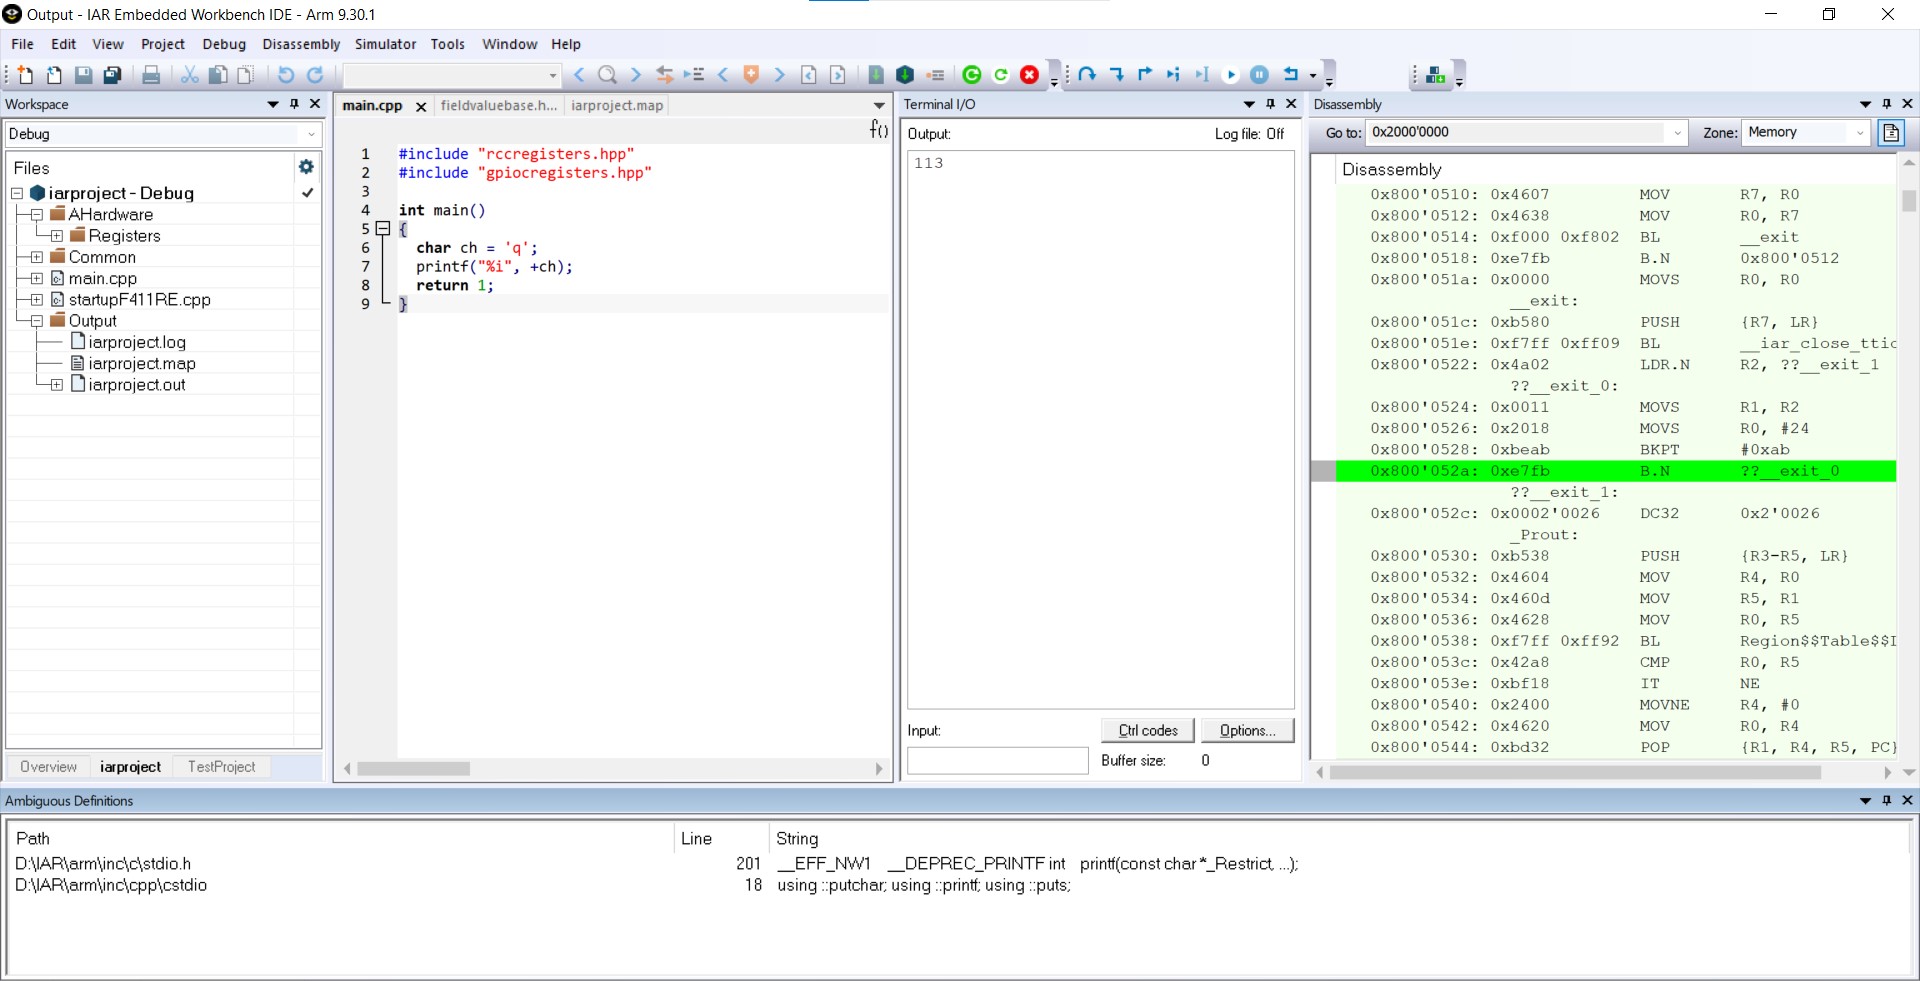 Output - IAR Embedded Workbench IDE - Arm 9.30.1
File Edit View Project Debug Disassembly Simulator Tools Window Help
Workspace
Debug
Files
iarproject - Debug
AHardware
Registers
Common
main.cpp
startupF411RE.cpp
Output
iarproject.log
iarproject.map
iarproject.out
Overview iarproject TestProject
main.cpp fieldvaluebase.h... iarproject.map
f()
1 #include "rccregisters.hpp"
2 #include "gpiocregisters.hpp"
3
4 int main()
5 {
6 char ch = 'q';
7 printf("%i", +ch);
8 return 1;
9 }
Terminal I/O
Output: Log file: Off
113
Input: Ctrl codes Options...
Buffer size: 0
Disassembly
Go to: 0x2000'0000 Zone: Memory
Disassembly
0x800'0510: 0x4607 MOV R7, R0
0x800'0512: 0x4638 MOV R0, R7
0x800'0514: 0xf000 0xf802 BL __exit
0x800'0518: 0xe7fb B.N 0x800'0512
0x800'051a: 0x0000 MOVS R0, R0
__exit:
0x800'051c: 0xb580 PUSH {R7, LR}
0x800'051e: 0xf7ff 0xff09 BL __iar_close_ttic
0x800'0522: 0x4a02 LDR.N R2, ??__exit_1
??__exit_0:
0x800'0524: 0x0011 MOVS R1, R2
0x800'0526: 0x2018 MOVS R0, #24
0x800'0528: 0xbeab BKPT #0xab
0x800'052a: 0xe7fb B.N ??__exit_0
??__exit_1:
0x800'052c: 0x0002'0026 DC32 0x2'0026
_Prout:
0x800'0530: 0xb538 PUSH {R3-R5, LR}
0x800'0532: 0x4604 MOV R4, R0
0x800'0534: 0x460d MOV R5, R1
0x800'0536: 0x4628 MOV R0, R5
0x800'0538: 0xf7ff 0xff92 BL Region$$Table$$L
0x800'053c: 0x42a8 CMP R0, R5
0x800'053e: 0xbf18 IT NE
0x800'0540: 0x2400 MOVNE R4, #0
0x800'0542: 0x4620 MOV R0, R4
0x800'0544: 0xbd32 POP {R1, R4, R5, PC}
Ambiguous Definitions
Path Line String
D:\IAR\arm\inc\c\stdio.h 201 __EFF_NW1 __DEPREC_PRINTF int printf(const char *_Restrict, ...);
D:\IAR\arm\inc\cpp\cstdio 18 using ::putchar; using ::printf; using ::puts;